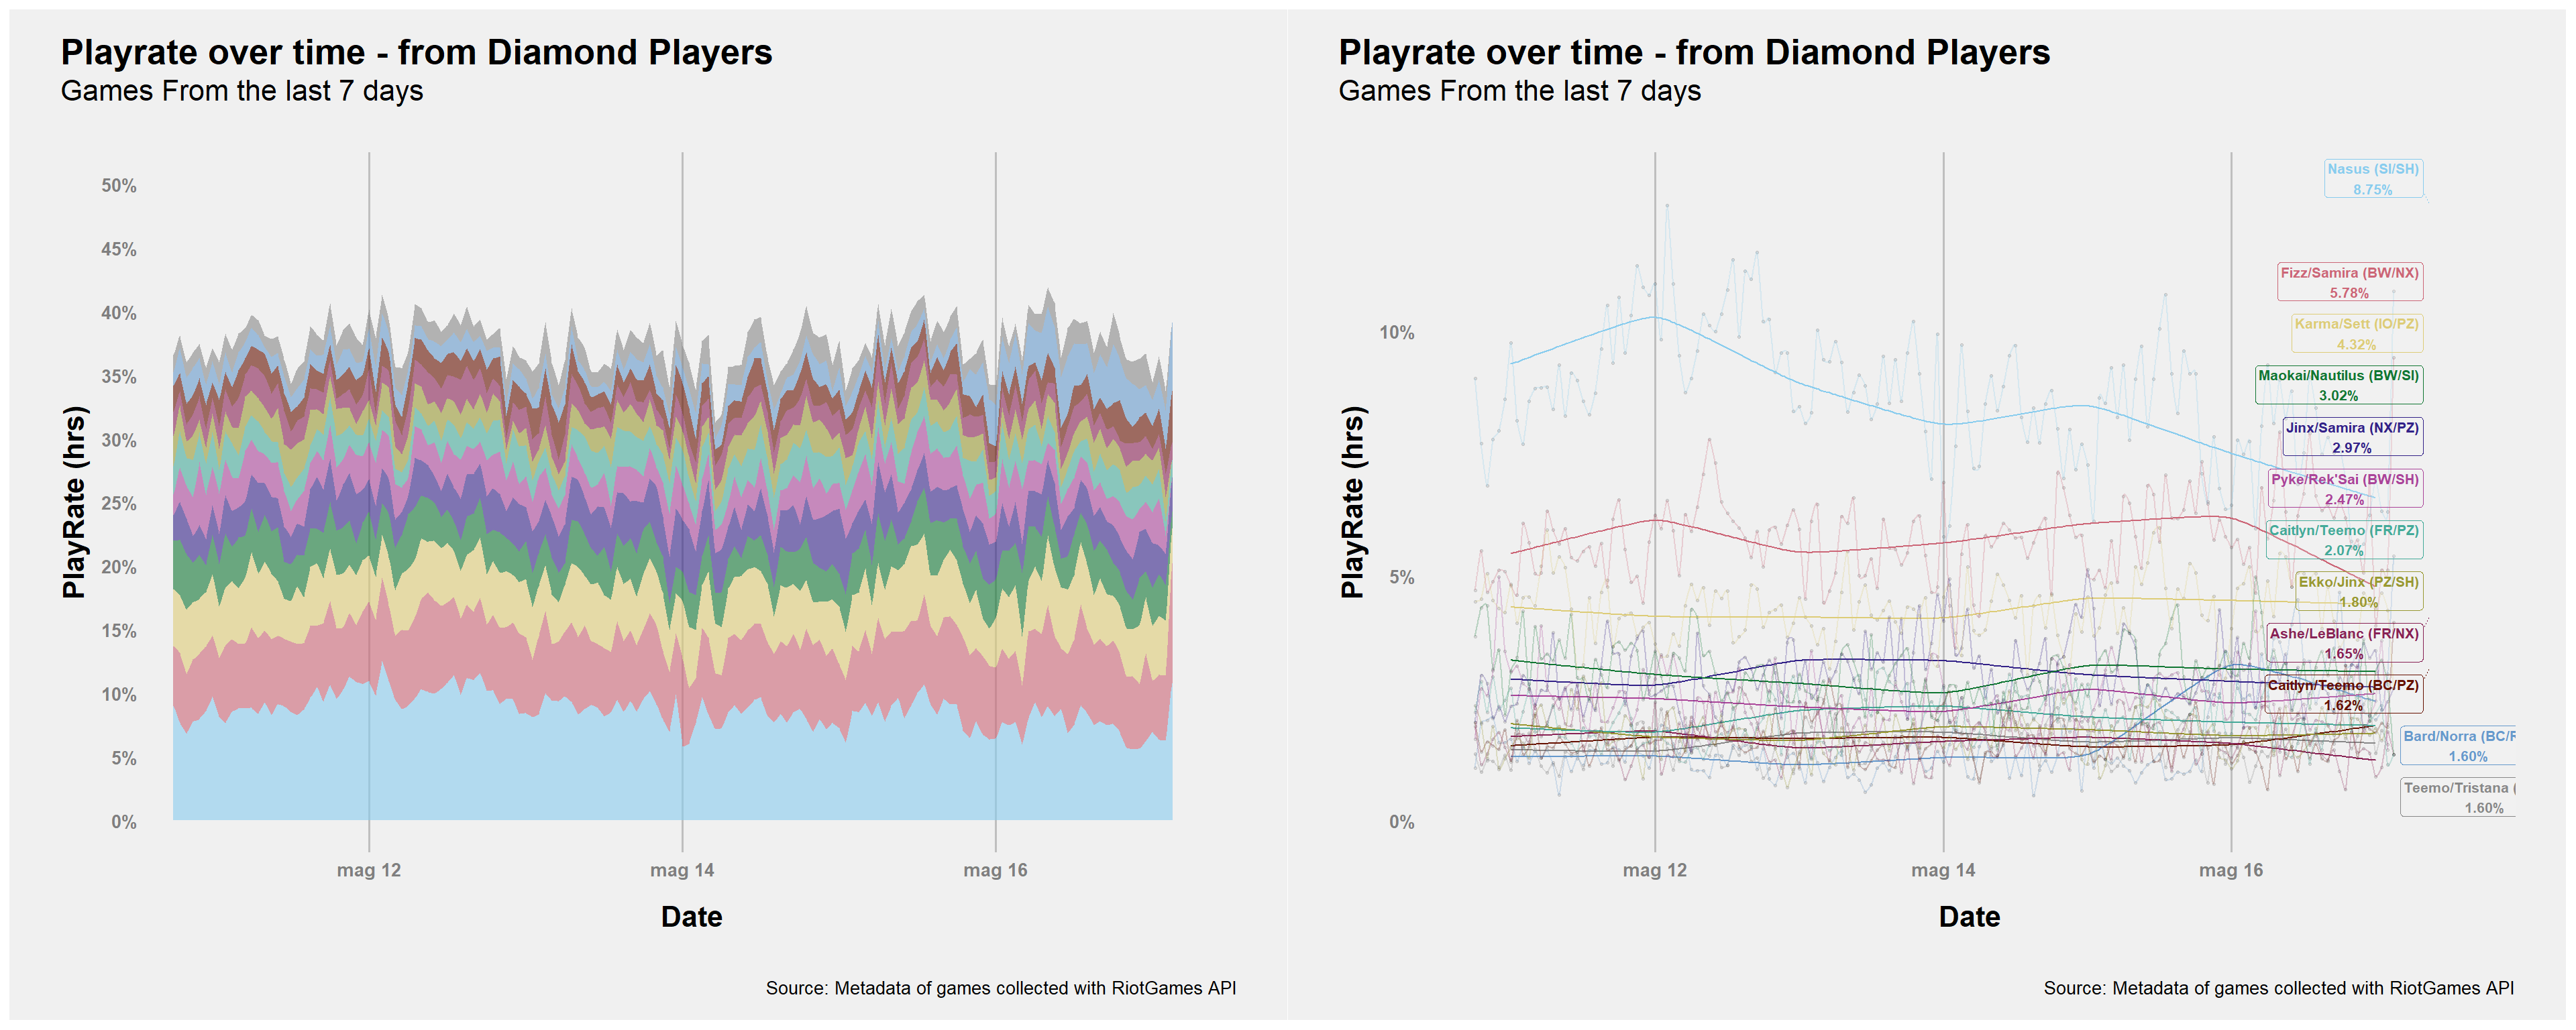 Playrate over time - from Diamond Players
Games From the last 7 days
PlayRate (hrs)
50%
45%
40%
35%
30%
25%
20%
15%
10%
5%
0%
mag 12
mag 14
mag 16
Date
Source: Metadata of games collected with RiotGames API
Playrate over time - from Diamond Players
Games From the last 7 days
PlayRate (hrs)
10%
5%
0%
Nasus (SI/SH)
8.75%
Fizz/Samira (BW/NX)
5.78%
Karma/Sett (IO/PZ)
4.32%
Maokai/Nautilus (BW/SI)
3.02%
Jinx/Samira (NX/PZ)
2.97%
Pyke/Rek'Sai (BW/SH)
2.47%
Caitlyn/Teemo (FR/PZ)
2.07%
Ekko/Jinx (PZ/SH)
1.80%
Ashe/LeBlanc (FR/NX)
1.65%
Caitlyn/Teemo (BC/PZ)
1.62%
Bard/Norra (BC/
1.60%
Teemo/Tristana (
1.60%
mag 12
mag 14
mag 16
Date
Source: Metadata of games collected with RiotGames API